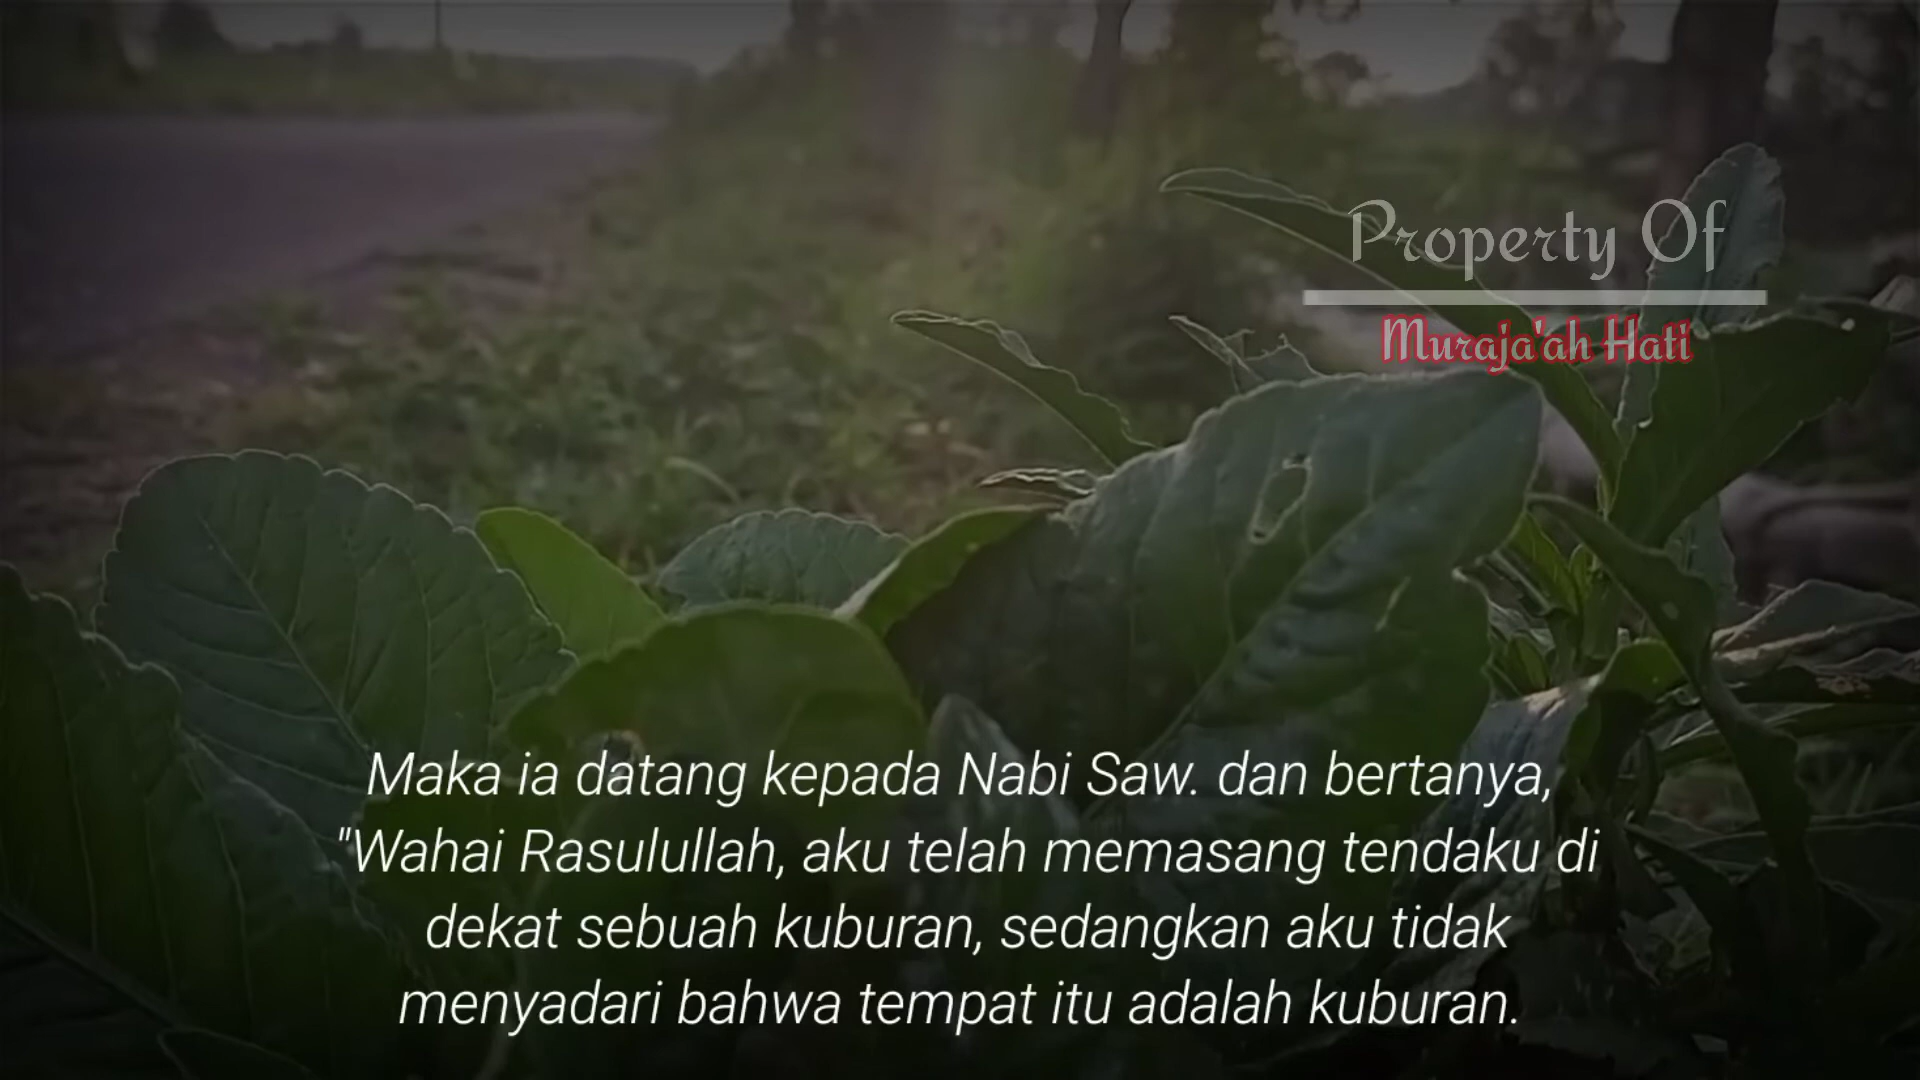 Property Of
Muraja'ah Hati
Maka ia datang kepada Nabi Saw. dan bertanya,
"Wahai Rasulullah, aku telah memasang tendaku di
dekat sebuah kuburan, sedangkan aku tidak
menyadari bahwa tempat itu adalah kuburan.